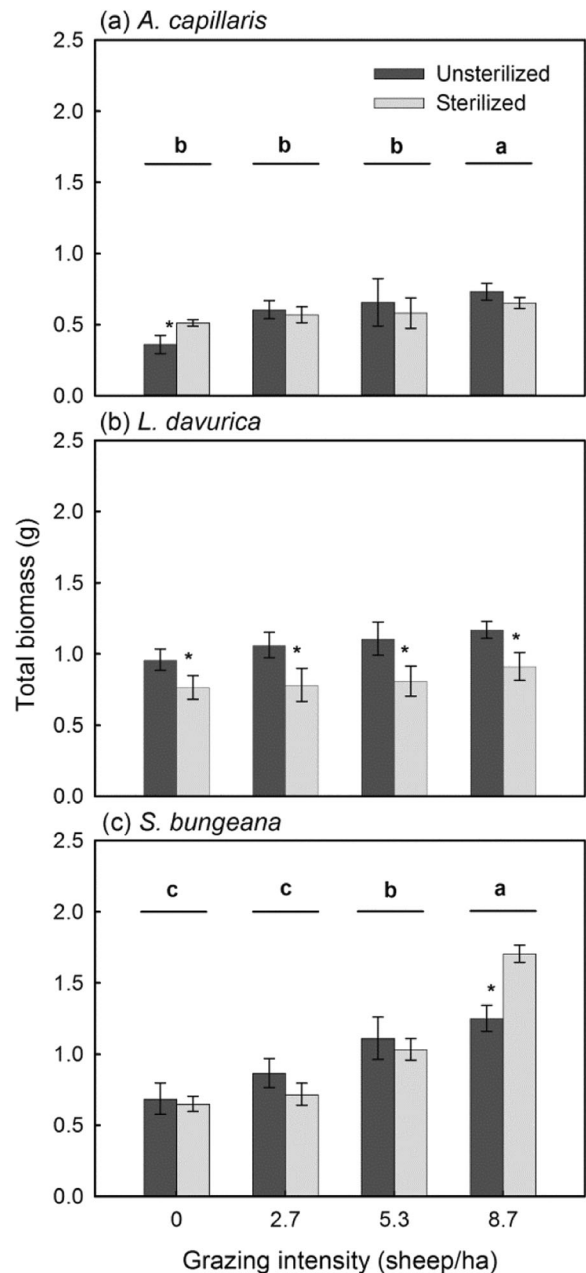 (a) A. capillaris
2.5
Unsterilized
Sterilized
2.0
b b b a
1.5
1.0
*
0.5
0.0
(b) L. davurica
2.5
2.0
1.5
* * * *
1.0
0.5
0.0
Total biomass (g)
(c) S. bungeana
2.5
c c b a
2.0
1.5
*
1.0
0.5
0.0
0 2.7 5.3 8.7
Grazing intensity (sheep/ha)